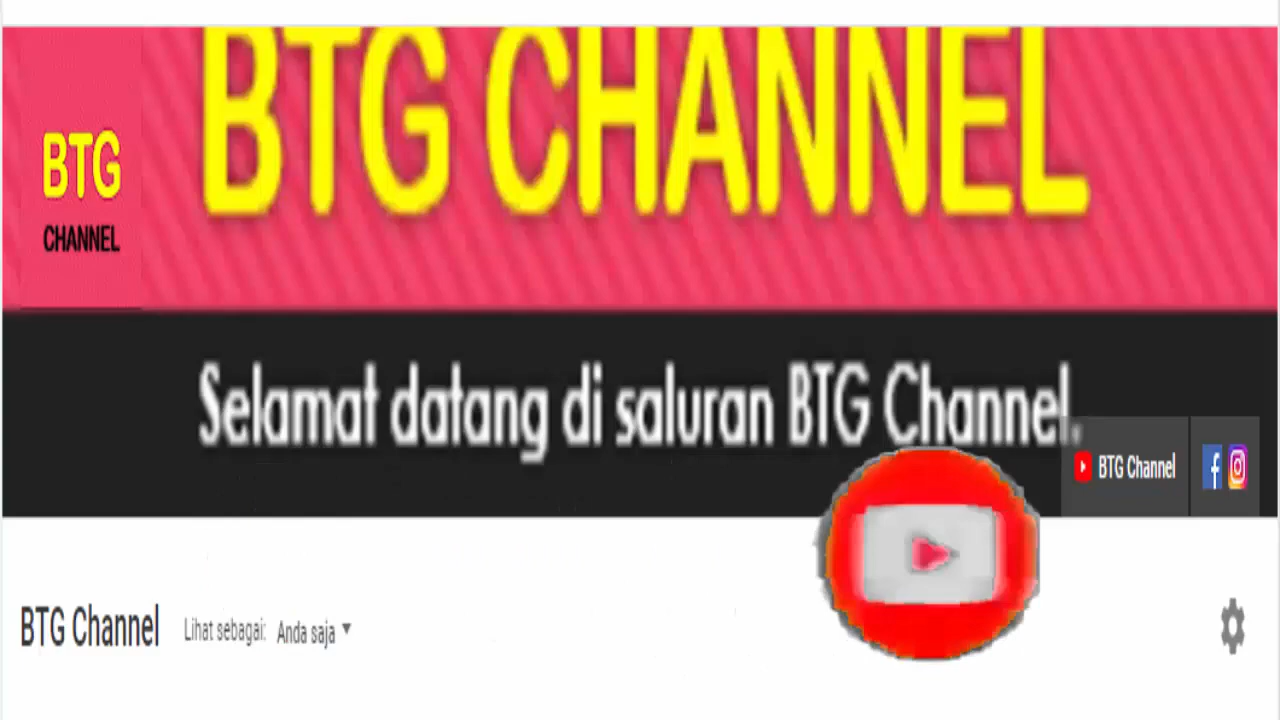 BTG CHANNEL
BTG
CHANNEL
Selamat datang di saluran BTG Channel.
BTG Channel
BTG Channel
Lihat sebagai: Anda saja